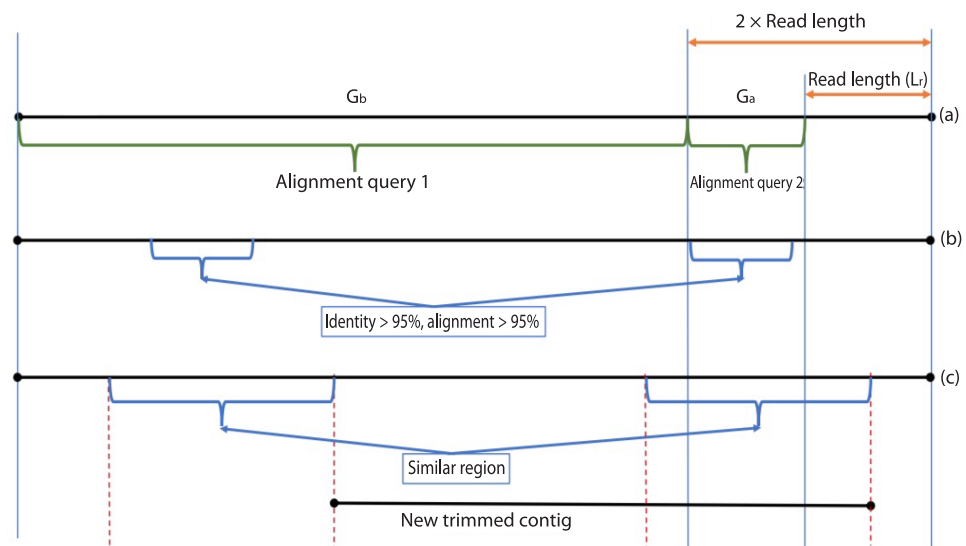 2 × Read length
Read length (Lr)
Gb
Ga
(a)
Alignment query 1
Alignment query 2
(b)
Identity > 95%, alignment > 95%
(c)
Similar region
New trimmed contig